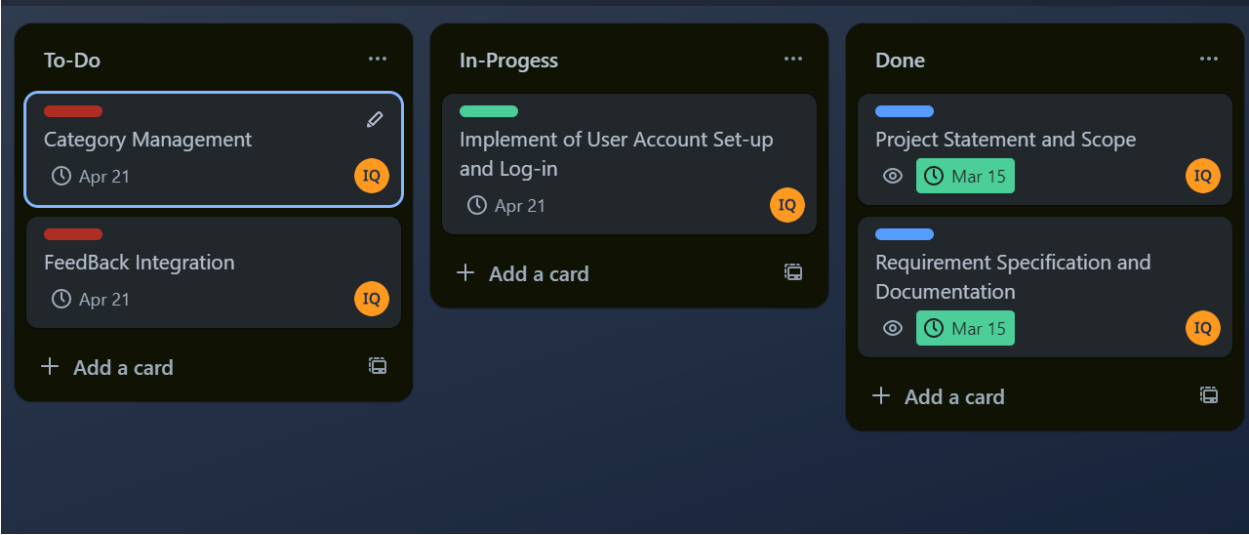 To-Do
Category Management
Apr 21
IQ
FeedBack Integration
Apr 21
IQ
Add a card
In-Progess
Implement of User Account Set-up
and Log-in
Apr 21
IQ
Add a card
Done
Project Statement and Scope
Mar 15
IQ
Requirement Specification and
Documentation
Mar 15
IQ
Add a card